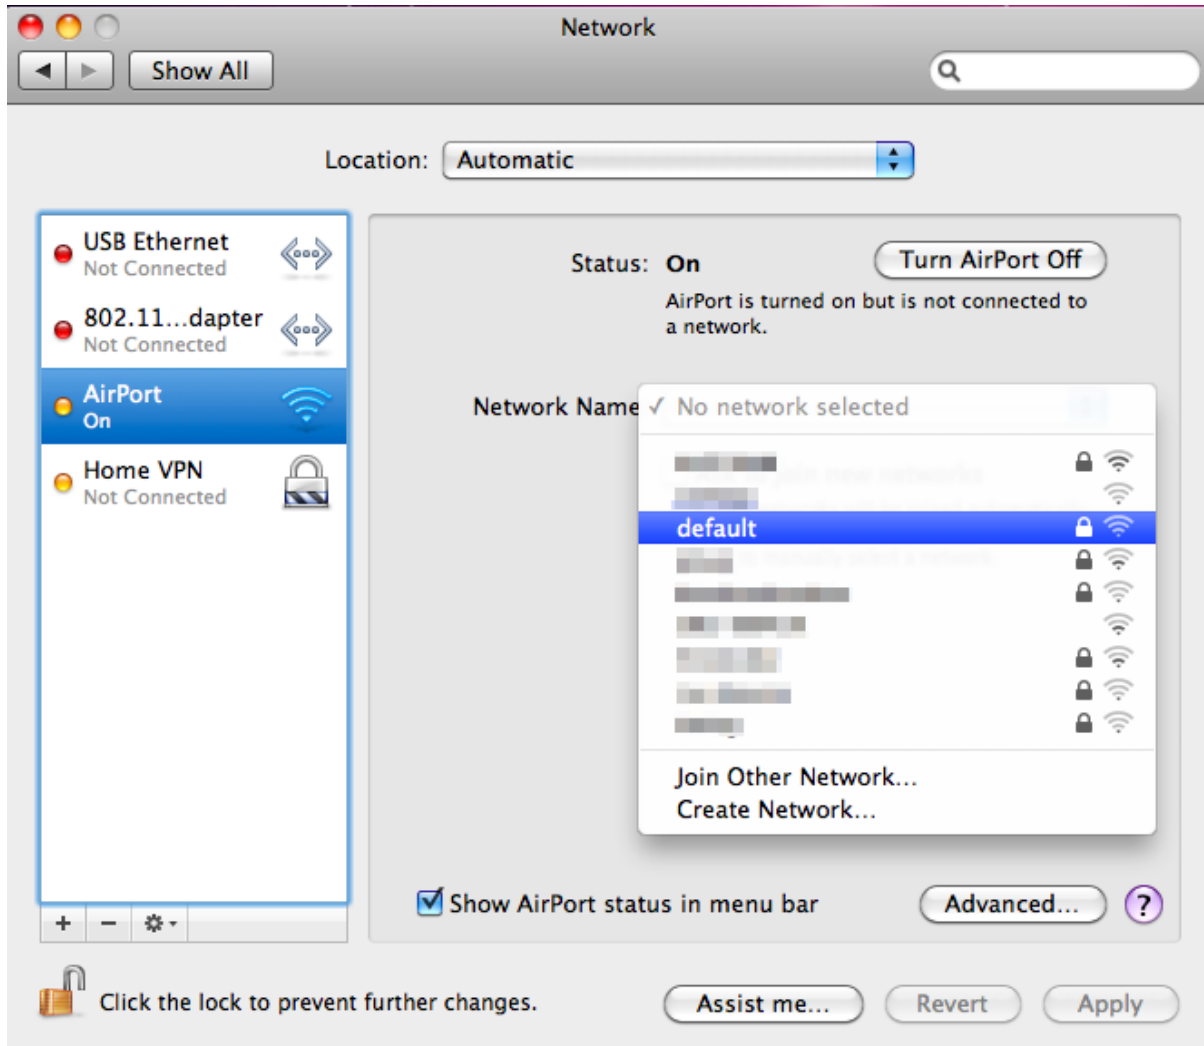 Network
Show All
Location: Automatic
USB Ethernet
Not Connected
802.11...dapter
Not Connected
AirPort
On
Home VPN
Not Connected
Status: On
Turn AirPort Off
AirPort is turned on but is not connected to
a network.
Network Name
✓ No network selected
default
Join Other Network...
Create Network...
Show AirPort status in menu bar
Advanced...
?
Click the lock to prevent further changes.
Assist me...
Revert
Apply